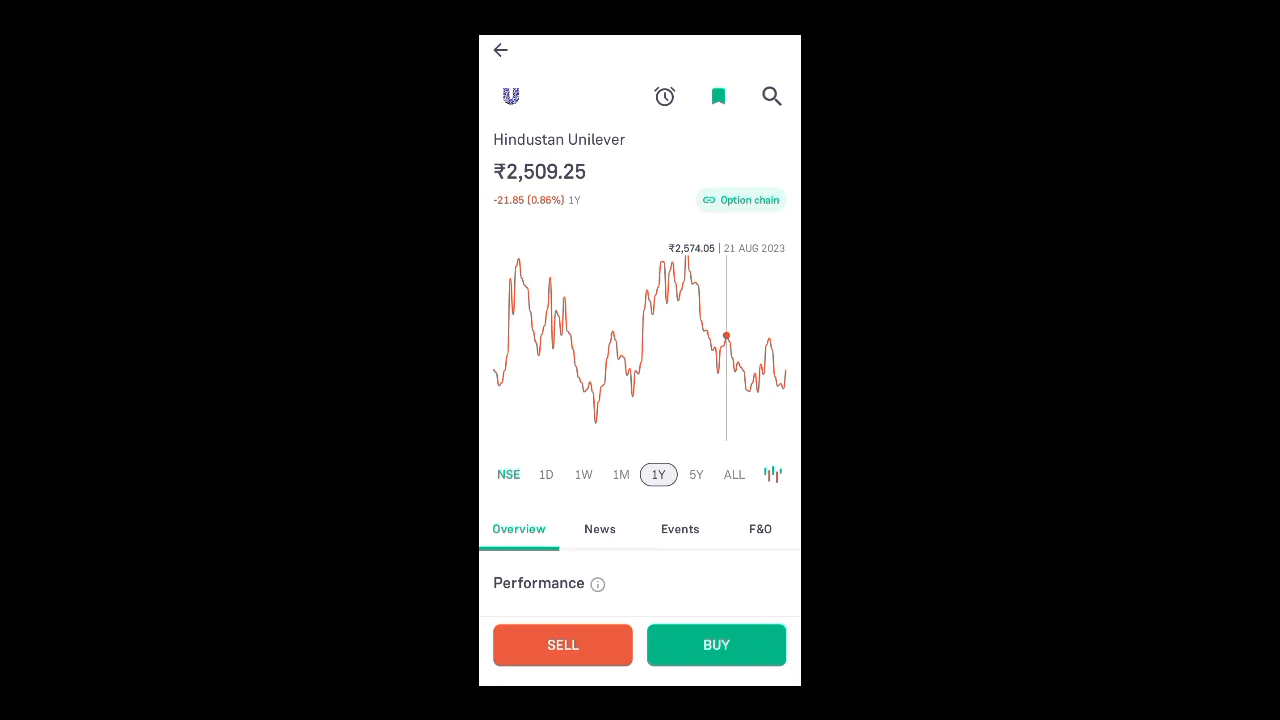 Hindustan Unilever
₹2,509.25
-21.85 (0.86%) 1Y
Option chain
₹2,574.05 | 21 AUG 2023
NSE 1D 1W 1M 1Y 5Y ALL
Overview News Events F&O
Performance
SELL BUY